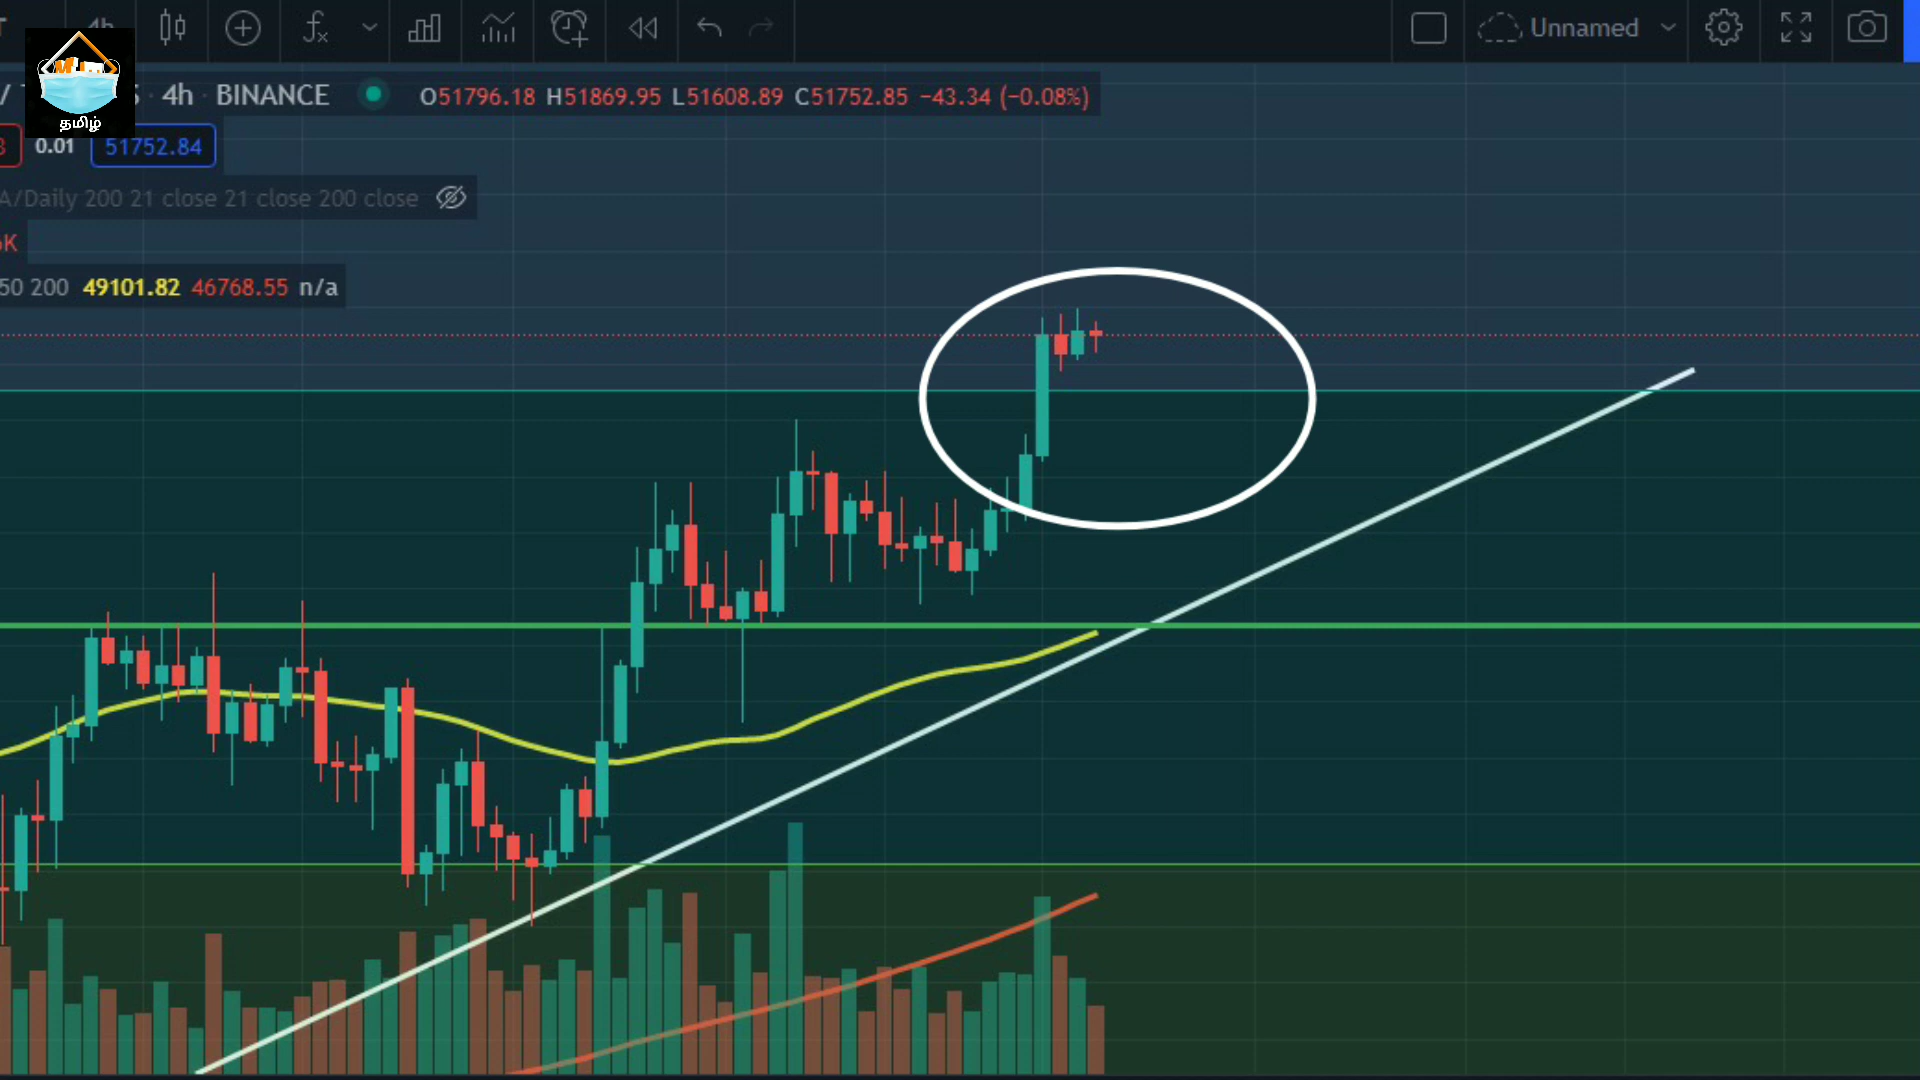 4h Unnamed
/ 4h · BINANCE O51796.18 H51869.95 L51608.89 C51752.85 −43.34 (−0.08%)
தமிழ்
0.01 51752.84
A/Daily 200 21 close 21 close 200 close
K
50 200 49101.82 46768.55 n/a